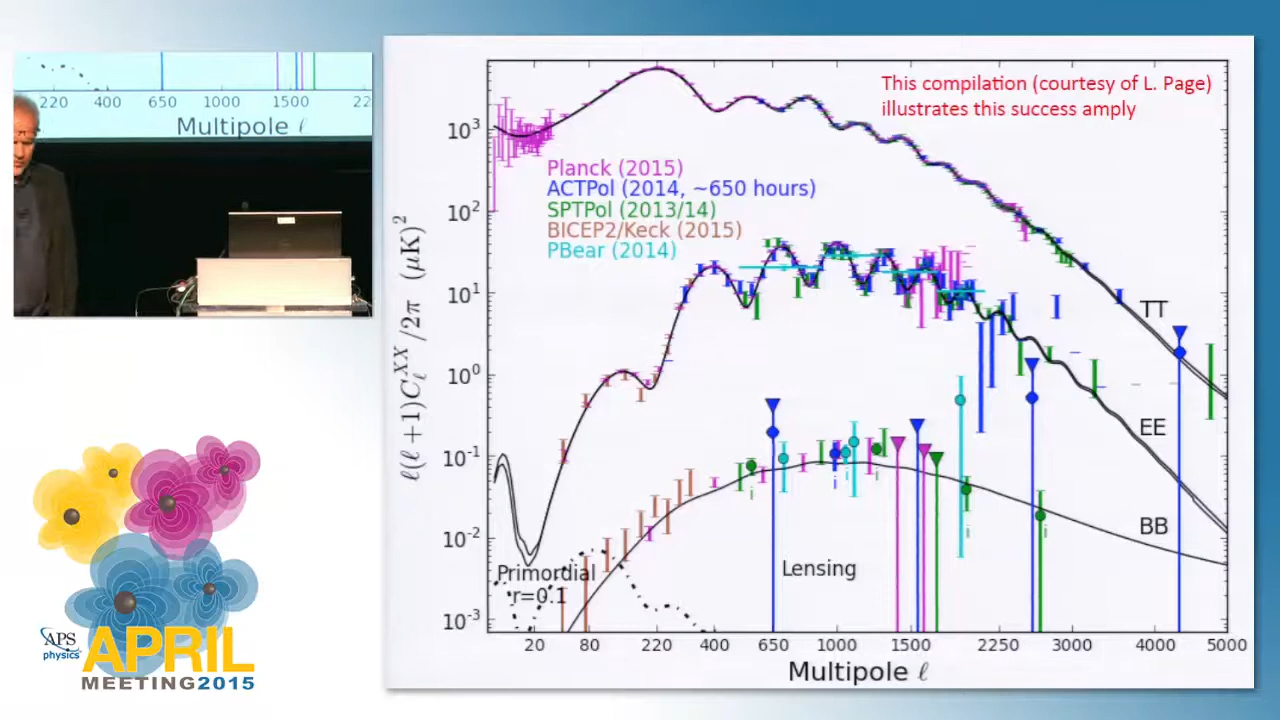 220 400 650 1000 1500 22
Multipole ℓ
This compilation (courtesy of L. Page)
illustrates this success amply
Planck (2015)
ACTPol (2014, ~650 hours)
SPTPol (2013/14)
BICEP2/Keck (2015)
PBear (2014)
ℓ(ℓ+1)C_ℓ^{XX}/2π (μK)²
10³
10²
10¹
10⁰
10⁻¹
10⁻²
10⁻³
TT
EE
BB
Primordial
r=0.1
Lensing
20 80 220 400 650 1000 1500 2250 3000 4000 5000
Multipole ℓ
APS
physics
APRIL
MEETING2015